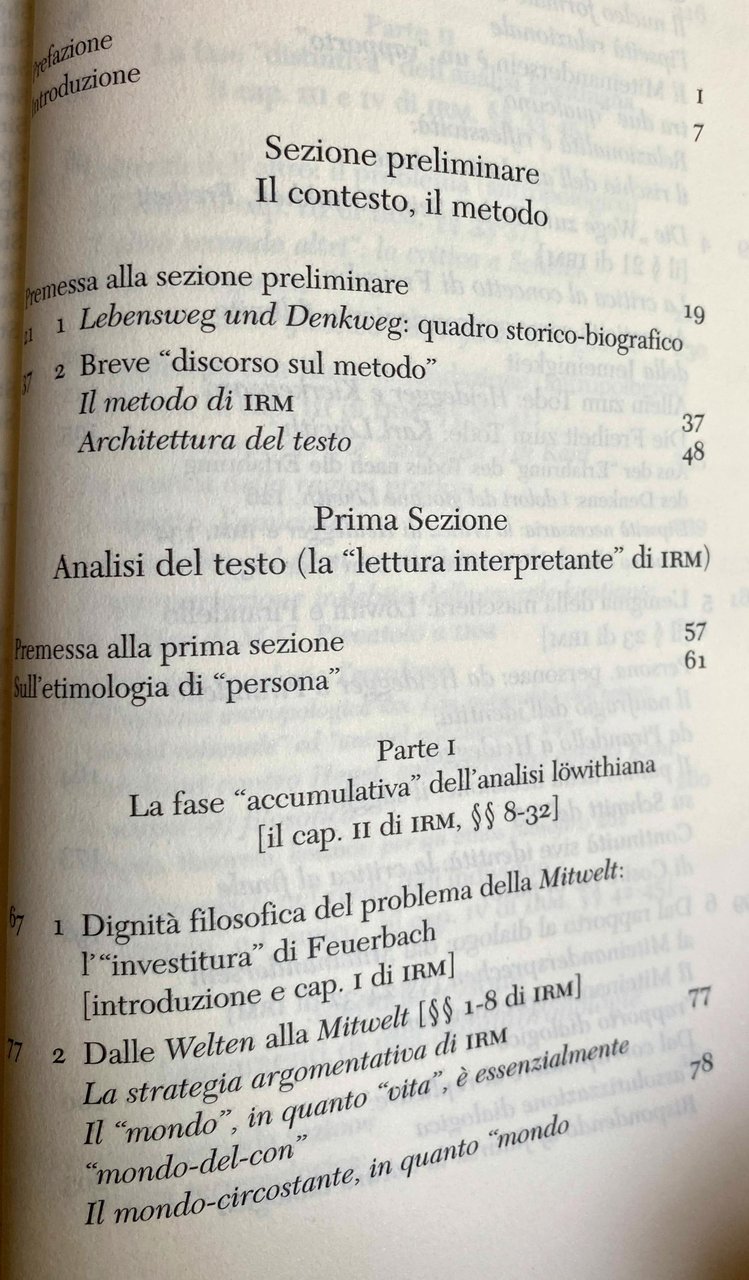 Prefazione 1
Introduzione 7
Sezione preliminare
Il contesto, il metodo
Premessa alla sezione preliminare 19
21 1 Lebensweg und Denkweg: quadro storico-biografico
37 2 Breve “discorso sul metodo”
Il metodo di IRM 37
Architettura del testo 48
Prima Sezione
Analisi del testo (la “lettura interpretante” di IRM)
Premessa alla prima sezione 57
Sull’etimologia di “persona” 61
Parte I
La fase “accumulativa” dell’analisi löwithiana
[il cap. II di IRM, §§ 8-32]
67 1 Dignità filosofica del problema della Mitwelt:
l’“investitura” di Feuerbach
[introduzione e cap. I di IRM]
77 2 Dalle Welten alla Mitwelt [§§ 1-8 di IRM]
La strategia argomentativa di IRM 77
Il “mondo”, in quanto “vita”, è essenzialmente
“mondo-del-con” 78
Il mondo-circostante, in quanto “mondo